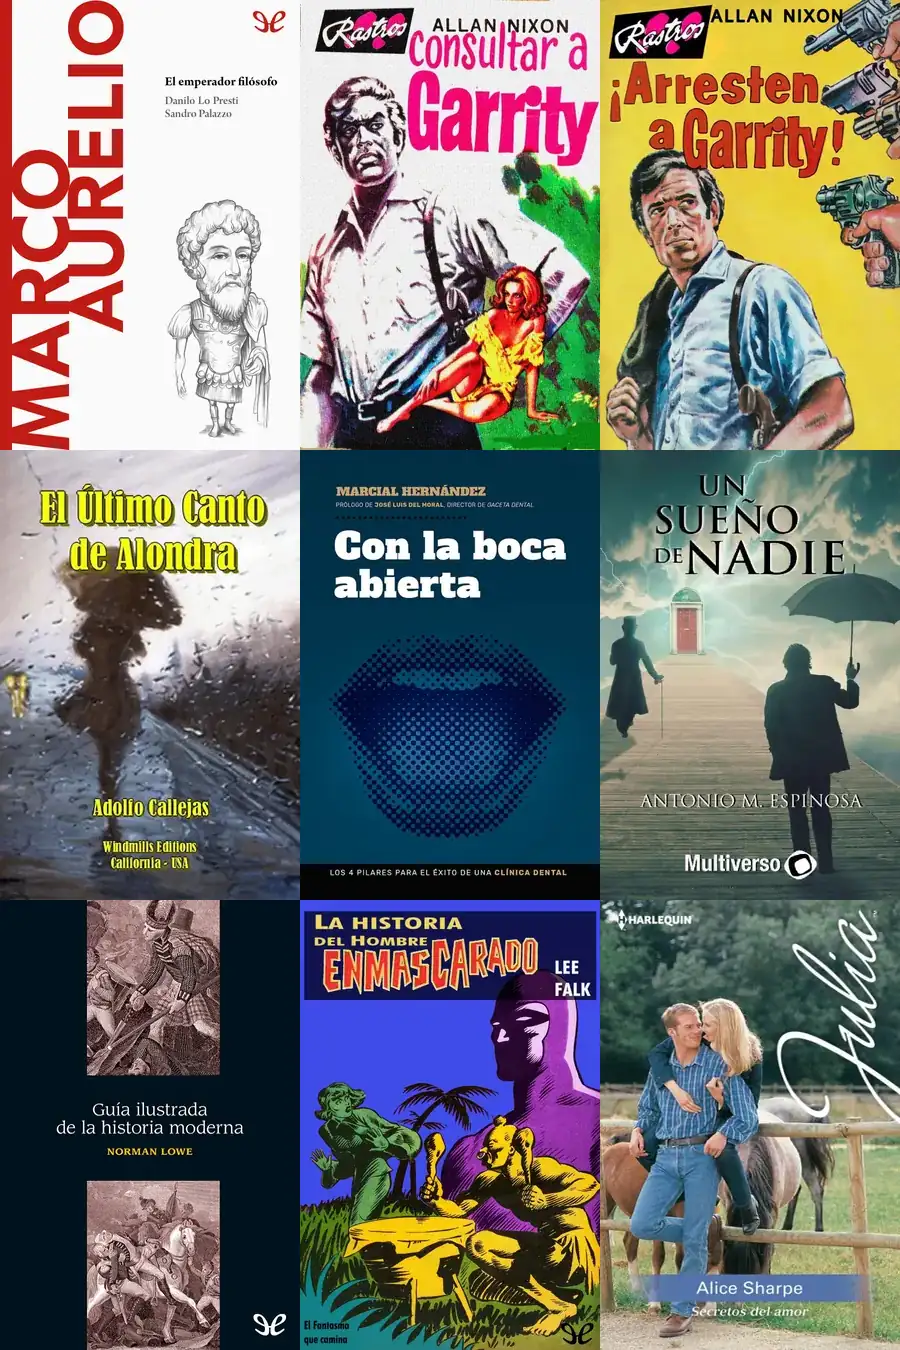 MARCO
AURELIO
El emperador filósofo
Danilo Lo Presti
Sandro Palazzo
Rastros
ALLAN NIXON
consultar a
Garrity
Rastros
ALLAN NIXON
¡Arresten
a Garrity!
El Último Canto
de Alondra
Adolfo Callejas
Windmills Editions
California - USA
MARCIAL HERNÁNDEZ
PRÓLOGO DE JOSÉ LUIS DEL MORAL, DIRECTOR DE GACETA DENTAL
Con la boca
abierta
LOS 4 PILARES PARA EL ÉXITO DE UNA CLÍNICA DENTAL
UN
SUEÑO
DE NADIE
ANTONIO M. ESPINOSA
Multiverso
Guía ilustrada
de la historia moderna
NORMAN LOWE
LA HISTORIA
DEL HOMBRE
ENMASCARADO
LEE
FALK
El Fantasma
que camina
HARLEQUIN
Julia
Alice Sharpe
Secretos del amor